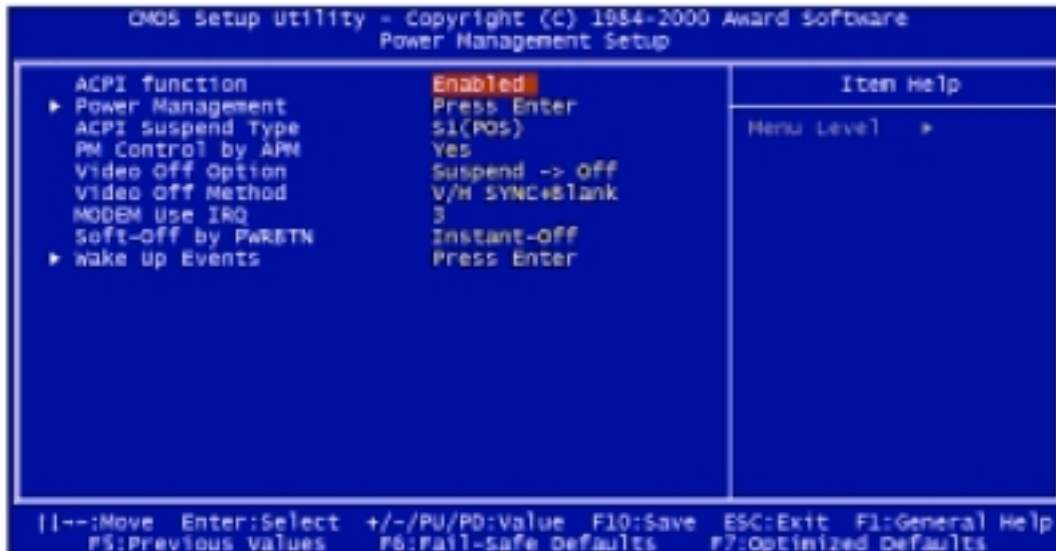 CMOS Setup Utility - Copyright (C) 1984-2000 Award Software
Power Management Setup
ACPI function Enabled
▶ Power Management Press Enter
ACPI Suspend Type S1(POS)
PM Control by APM Yes
Video Off Option Suspend -> Off
Video Off Method V/H SYNC+Blank
MODEM Use IRQ 3
Soft-Off by PWRBTN Instant-Off
▶ Wake Up Events Press Enter
Item Help
Menu Level ▶
:Move Enter:Select +/-/PU/PD:Value F10:Save ESC:Exit F1:General Help
F5:Previous Values F6:Fail-Safe Defaults F7:Optimized Defaults